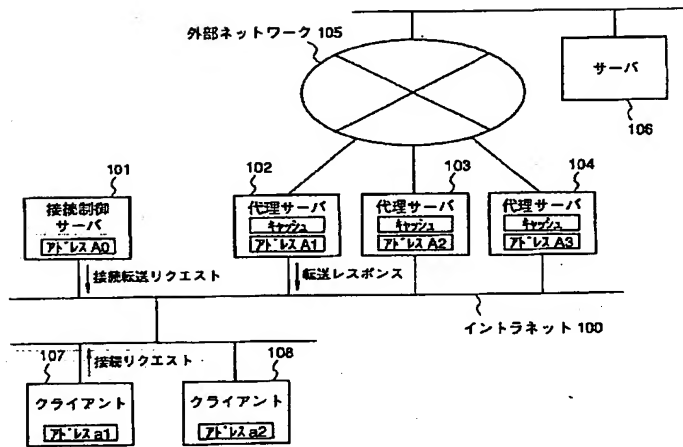 外部ネットワーク 105
サーバ
106
101
接続制御
サーバ
アドレス A0
102
代理サーバ
キャッシュ
アドレス A1
103
代理サーバ
キャッシュ
アドレス A2
104
代理サーバ
キャッシュ
アドレス A3
接続転送リクエスト
転送レスポンス
イントラネット 100
107
接続リクエスト
108
クライアント
アドレス a1
クライアント
アドレス a2